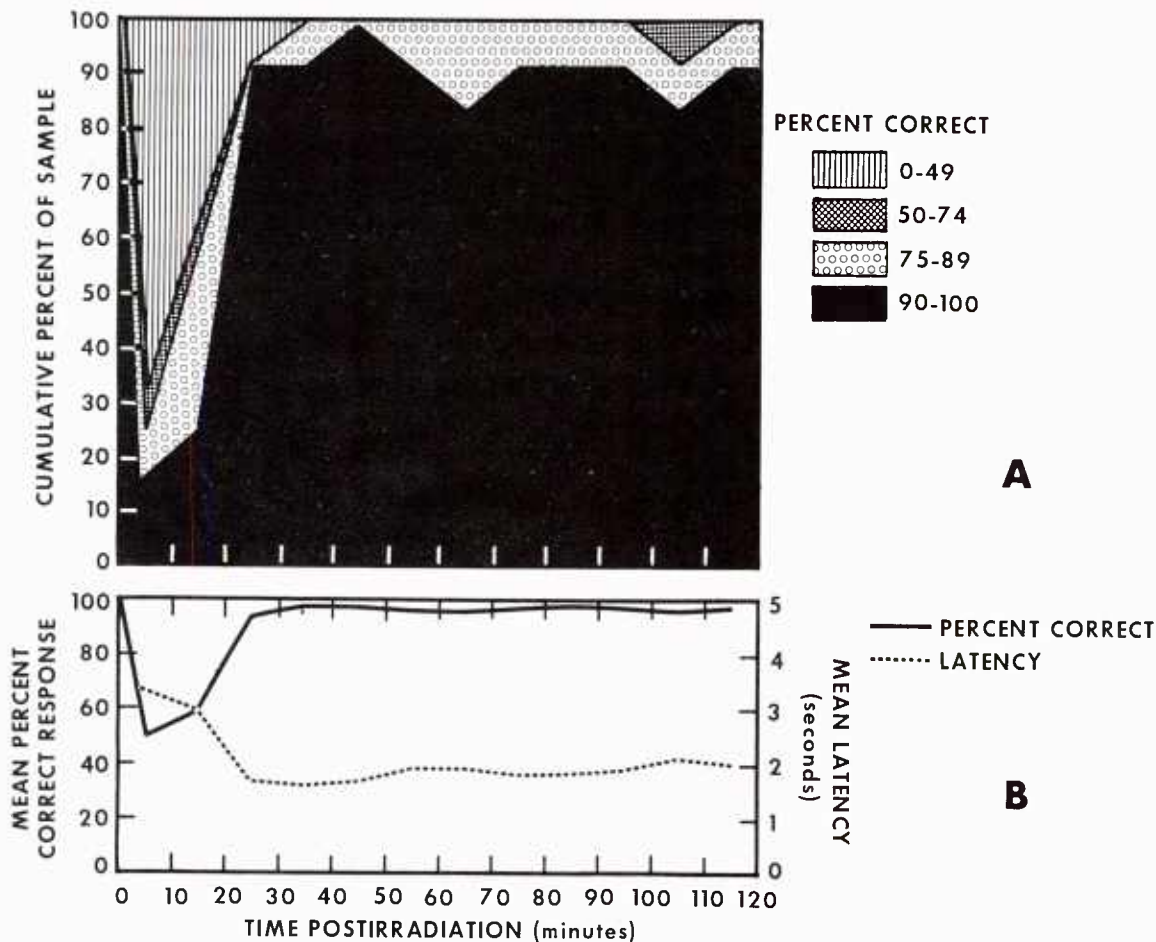 100
90
80
70
60
50
40
30
20
10
0
CUMULATIVE PERCENT OF SAMPLE
PERCENT CORRECT
0-49
50-74
75-89
90-100
A
100
80
60
40
20
0
MEAN PERCENT
CORRECT RESPONSE
5
4
3
2
1
0
MEAN LATENCY
(seconds)
PERCENT CORRECT
LATENCY
B
0 10 20 30 40 50 60 70 80 90 100 110 120
TIME POSTIRRADIATION (minutes)